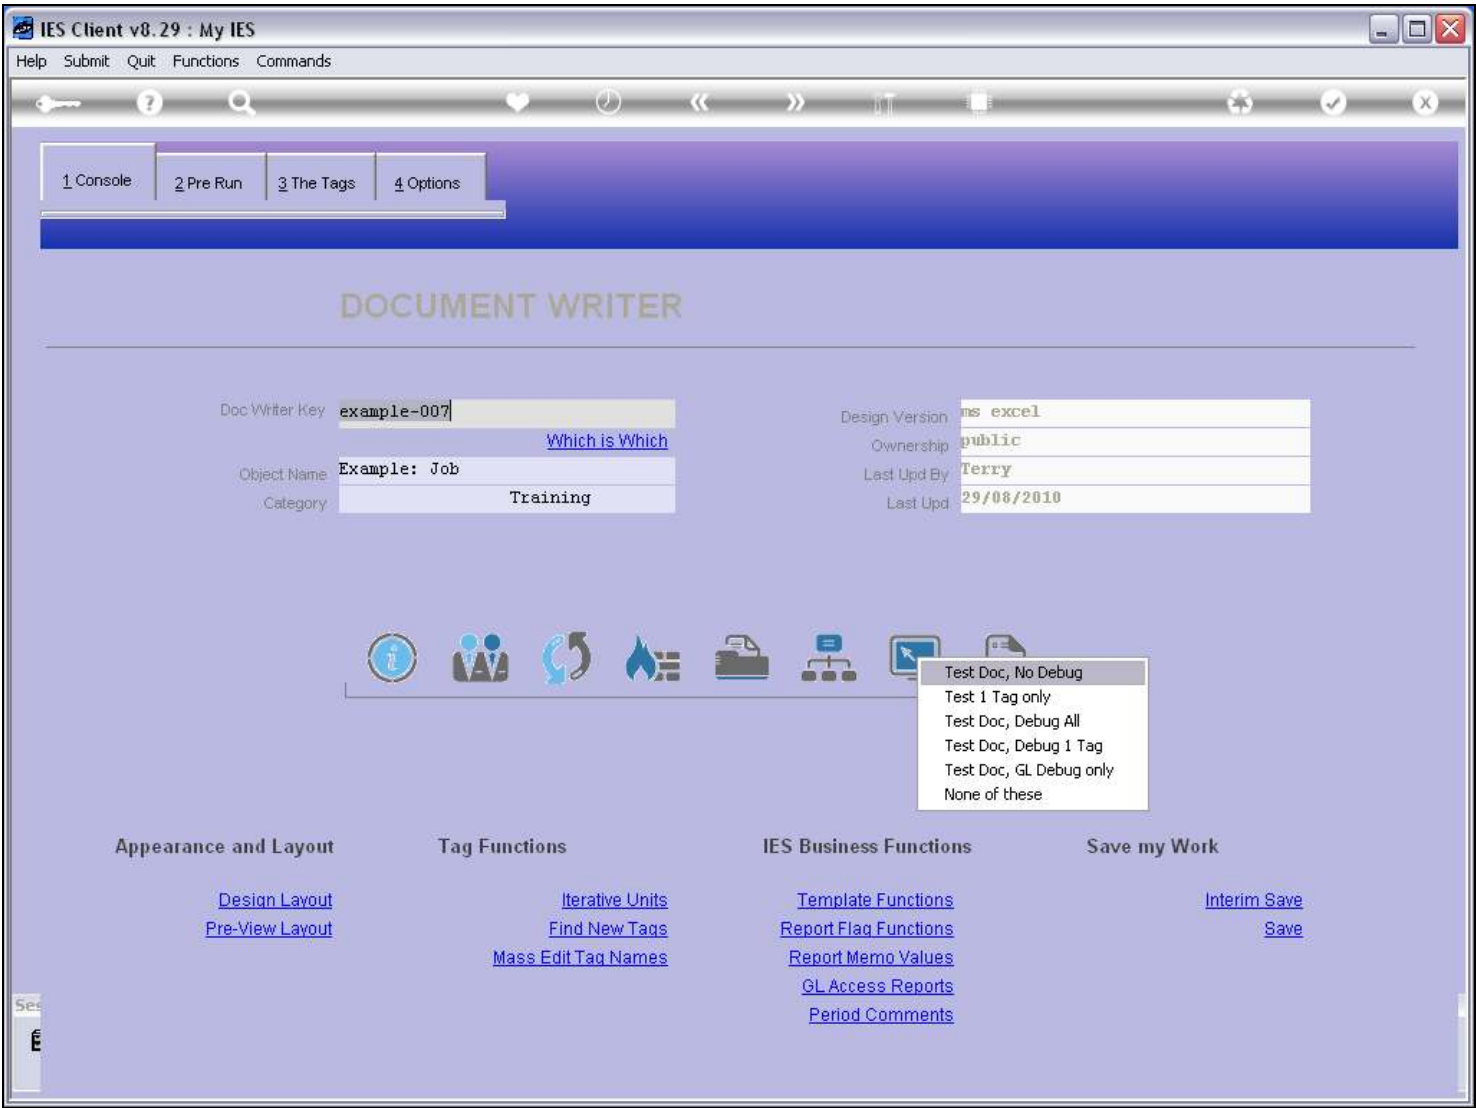 IES Client v8.29 : My IES
Help Submit Quit Functions Commands
1 Console
2 Pre Run
3 The Tags
4 Options
DOCUMENT WRITER
Doc Writer Key example-007
Which is Which
Object Name Example: Job
Category Training
Design Version ms excel
Ownership public
Last Upd By Terry
Last Upd 29/08/2010
Test Doc, No Debug
Test 1 Tag only
Test Doc, Debug All
Test Doc, Debug 1 Tag
Test Doc, GL Debug only
None of these
Appearance and Layout
Design Layout
Pre-View Layout
Tag Functions
Iterative Units
Find New Tags
Mass Edit Tag Names
IES Business Functions
Template Functions
Report Flag Functions
Report Memo Values
GL Access Reports
Period Comments
Save my Work
Interim Save
Save